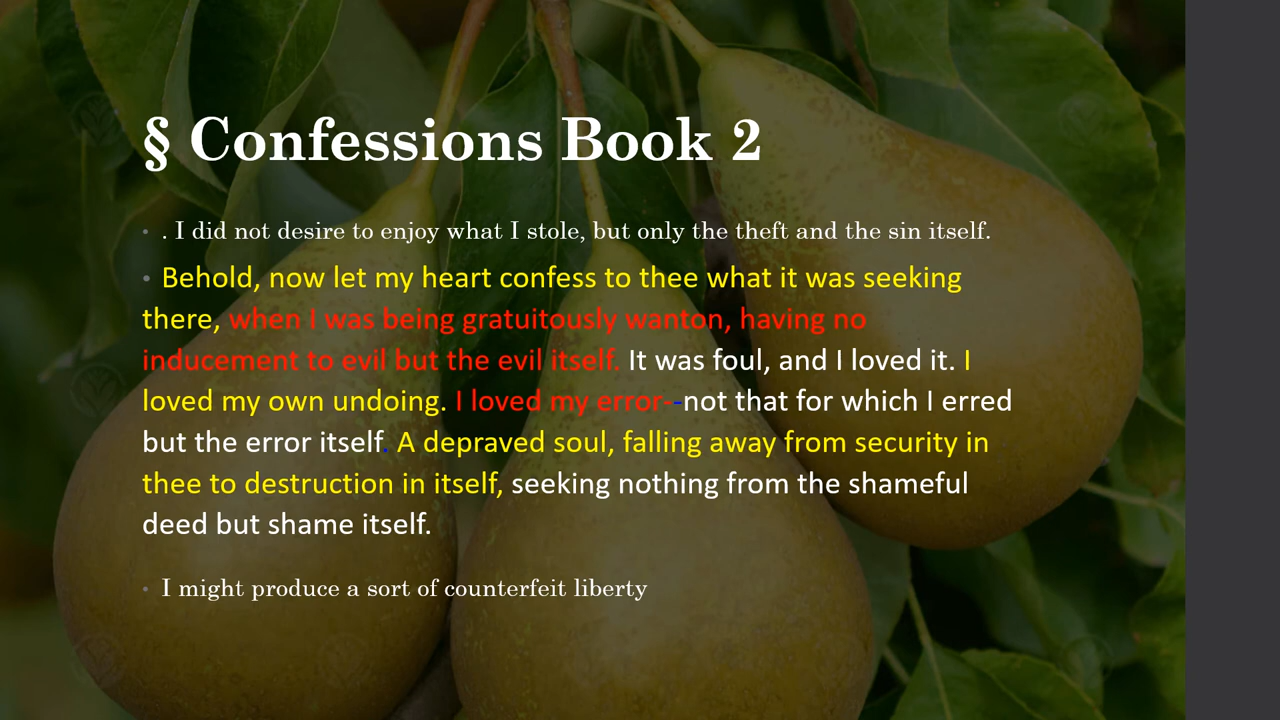 § Confessions Book 2
• . I did not desire to enjoy what I stole, but only the theft and the sin itself.
• Behold, now let my heart confess to thee what it was seeking
there, when I was being gratuitously wanton, having no
inducement to evil but the evil itself. It was foul, and I loved it. I
loved my own undoing. I loved my error--not that for which I erred
but the error itself. A depraved soul, falling away from security in
thee to destruction in itself, seeking nothing from the shameful
deed but shame itself.
• I might produce a sort of counterfeit liberty